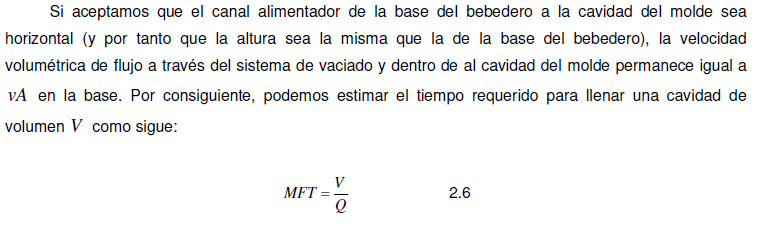 Si aceptamos que el canal alimentador de la base del bebedero a la cavidad del molde sea
horizontal (y por tanto que la altura sea la misma que la de la base del bebedero), la velocidad
volumétrica de flujo a través del sistema de vaciado y dentro de al cavidad del molde permanece igual a
vA en la base. Por consiguiente, podemos estimar el tiempo requerido para llenar una cavidad de
volumen V como sigue:
MFT = V/Q 2.6